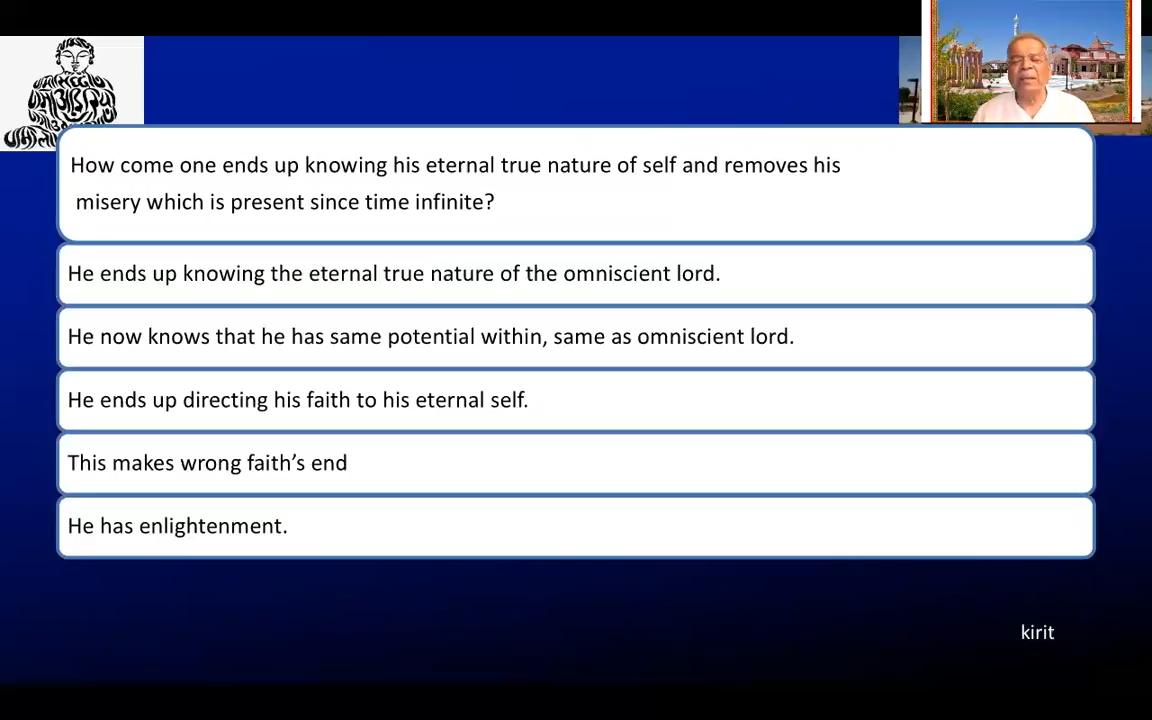 How come one ends up knowing his eternal true nature of self and removes his
misery which is present since time infinite?
He ends up knowing the eternal true nature of the omniscient lord.
He now knows that he has same potential within, same as omniscient lord.
He ends up directing his faith to his eternal self.
This makes wrong faith’s end
He has enlightenment.
kirit